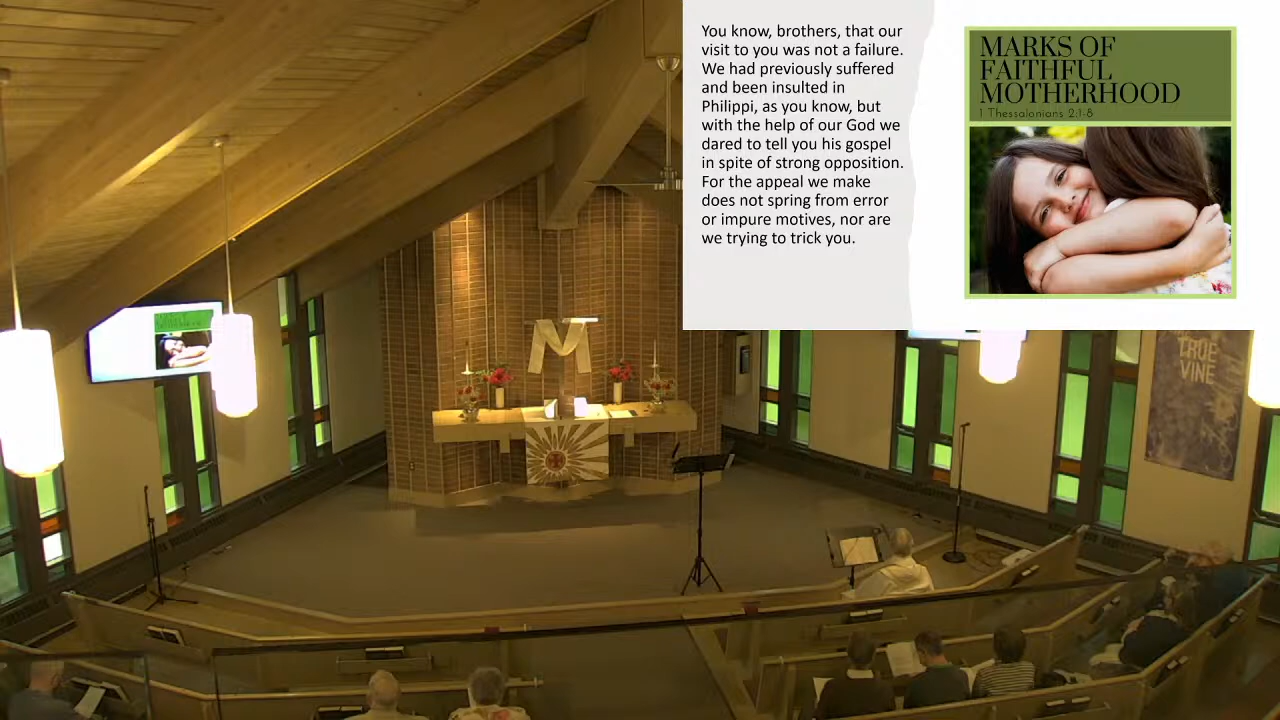 You know, brothers, that our
visit to you was not a failure.
We had previously suffered
and been insulted in
Philippi, as you know, but
with the help of our God we
dared to tell you his gospel
in spite of strong opposition.
For the appeal we make
does not spring from error
or impure motives, nor are
we trying to trick you.
MARKS OF
FAITHFUL
MOTHERHOOD
1 Thessalonians 2:1-8
TRUE
VINE